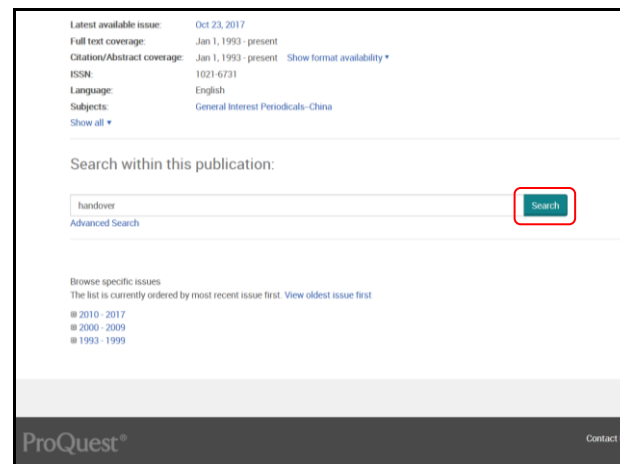 Latest available issue: Oct 23, 2017
Full text coverage: Jan 1, 1993 - present
Citation/Abstract coverage: Jan 1, 1993 - present Show format availability ▾
ISSN: 1021-6731
Language: English
Subjects: General Interest Periodicals--China
Show all ▾
Search within this publication:
handover Search
Advanced Search
Browse specific issues
The list is currently ordered by most recent issue first. View oldest issue first
2010 - 2017
2000 - 2009
1993 - 1999
ProQuest® Contact